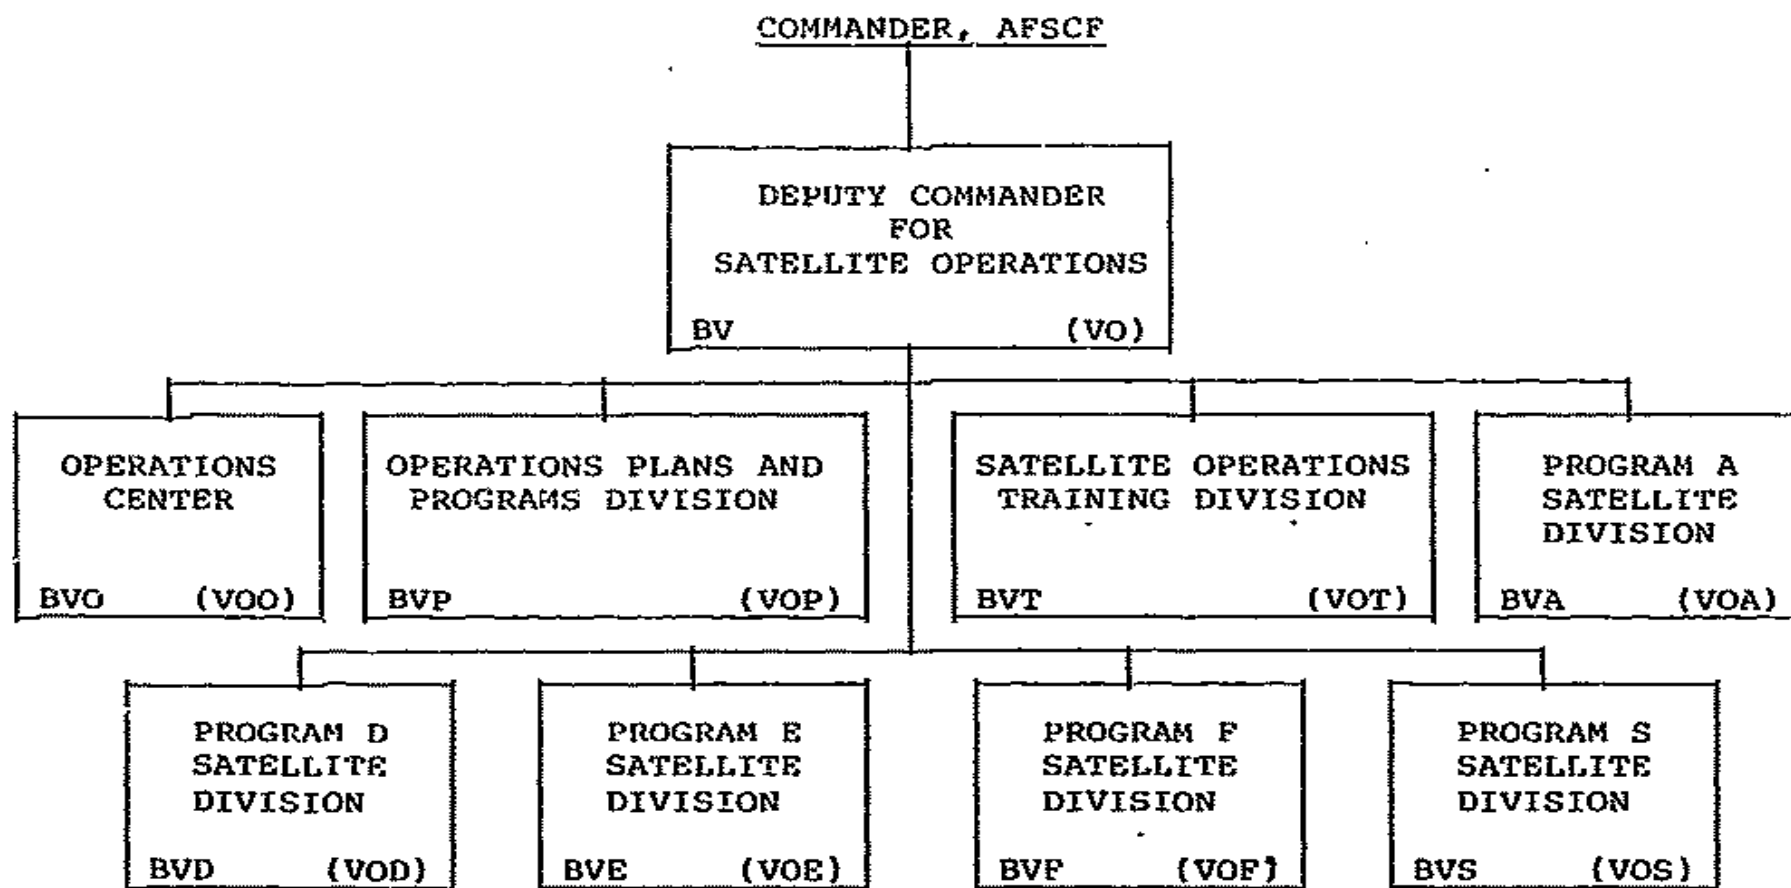 COMMANDER, AFSCF
DEPUTY COMMANDER
FOR
SATELLITE OPERATIONS
BV (VO)
OPERATIONS
CENTER
BVO (VOO)
OPERATIONS PLANS AND
PROGRAMS DIVISION
BVP (VOP)
SATELLITE OPERATIONS
TRAINING DIVISION
BVT (VOT)
PROGRAM A
SATELLITE
DIVISION
BVA (VOA)
PROGRAM D
SATELLITE
DIVISION
BVD (VOD)
PROGRAM E
SATELLITE
DIVISION
BVE (VOE)
PROGRAM F
SATELLITE
DIVISION
BVF (VOF)
PROGRAM S
SATELLITE
DIVISION
BVS (VOS)